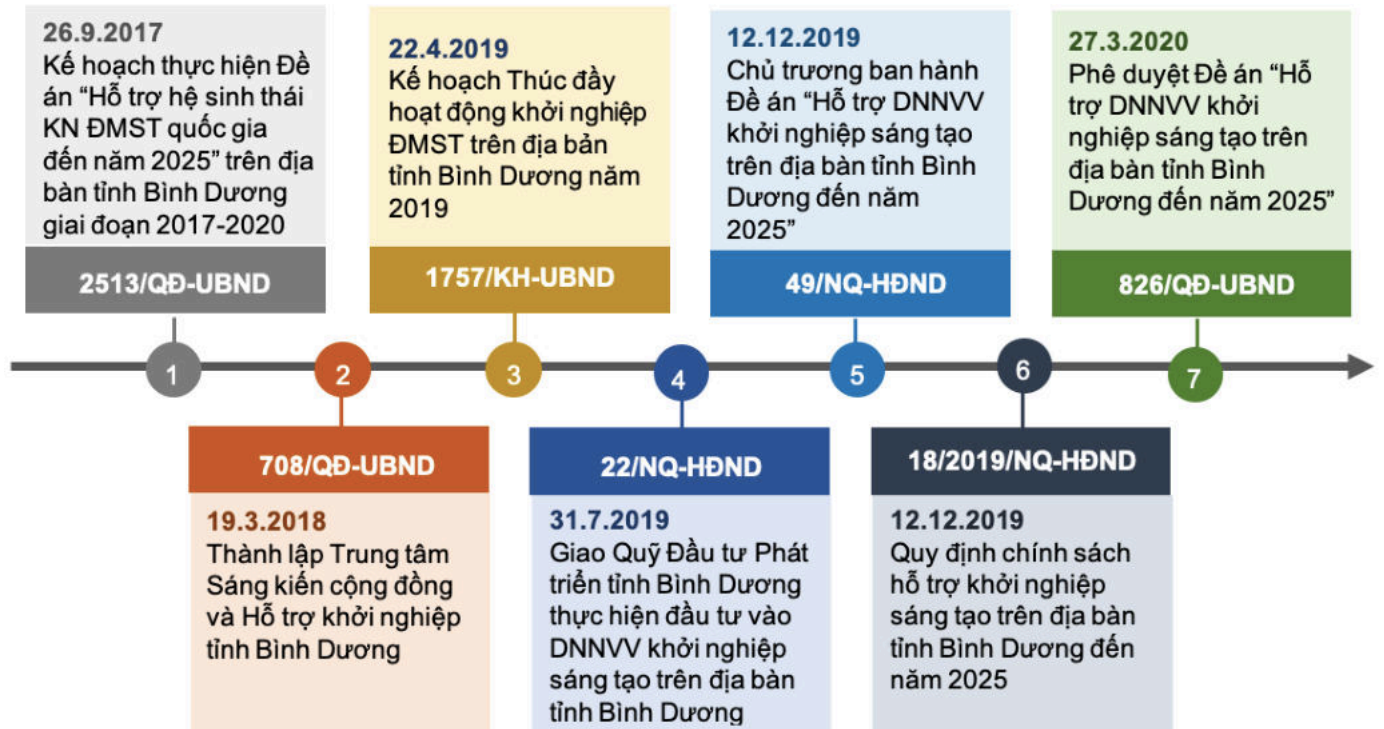 26.9.2017
Kế hoạch thực hiện Đề
án “Hỗ trợ hệ sinh thái
KN ĐMST quốc gia
đến năm 2025” trên địa
bàn tỉnh Bình Dương
giai đoạn 2017-2020
2513/QĐ-UBND
1
2
708/QĐ-UBND
19.3.2018
Thành lập Trung tâm
Sáng kiến cộng đồng
và Hỗ trợ khởi nghiệp
tỉnh Bình Dương
22.4.2019
Kế hoạch Thúc đầy
hoạt động khởi nghiệp
ĐMST trên địa bản
tỉnh Bình Dương năm
2019
1757/KH-UBND
3
4
22/NQ-HĐND
31.7.2019
Giao Quỹ Đầu tư Phát
triển tỉnh Bình Dương
thực hiện đầu tư vào
DNNVV khởi nghiệp
sáng tạo trên địa bàn
tỉnh Bình Dương
12.12.2019
Chủ trương ban hành
Đề án “Hỗ trợ DNNVV
khởi nghiệp sáng tạo
trên địa bàn tỉnh Bình
Dương đến năm
2025”
49/NQ-HĐND
5
6
18/2019/NQ-HĐND
12.12.2019
Quy định chính sách
hỗ trợ khởi nghiệp
sáng tạo trên địa bàn
tỉnh Bình Dương đến
năm 2025
27.3.2020
Phê duyệt Đề án “Hỗ
trợ DNNVV khởi
nghiệp sáng tạo trên
địa bàn tỉnh Bình
Dương đến năm 2025”
826/QĐ-UBND
7